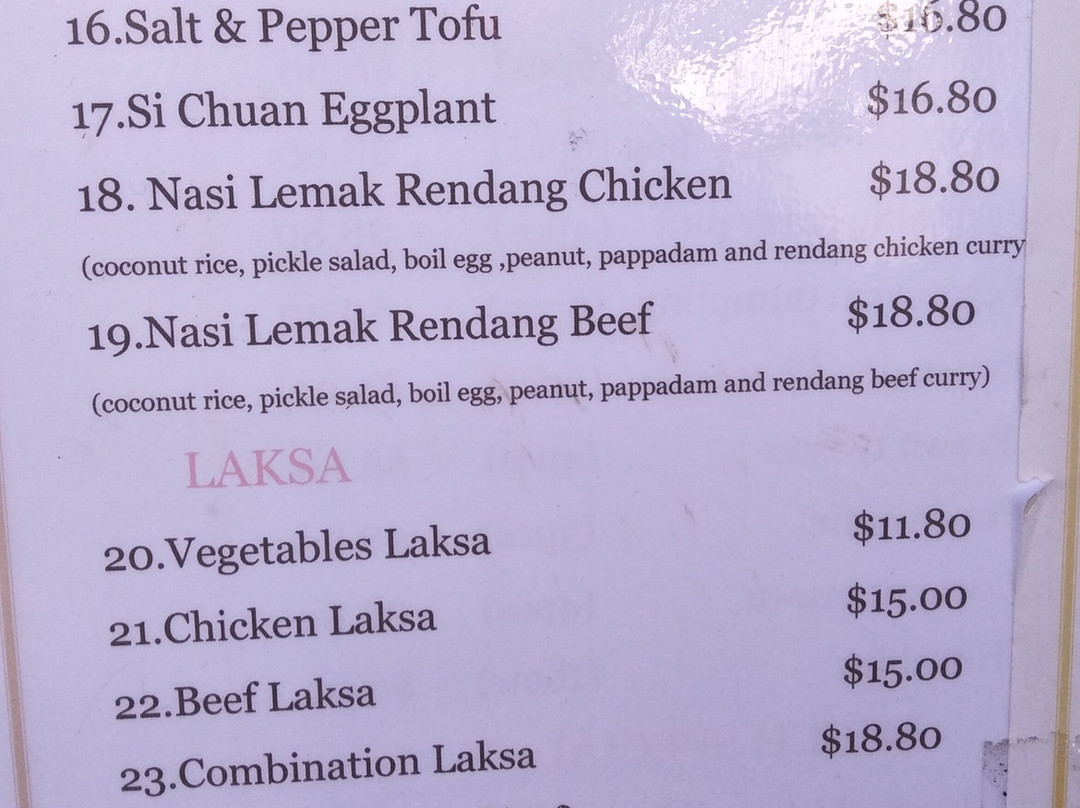 16.Salt & Pepper Tofu $16.80
17.Si Chuan Eggplant $16.80
18. Nasi Lemak Rendang Chicken $18.80
(coconut rice, pickle salad, boil egg ,peanut, pappadam and rendang chicken curry
19.Nasi Lemak Rendang Beef $18.80
(coconut rice, pickle salad, boil egg, peanut, pappadam and rendang beef curry)
LAKSA
20.Vegetables Laksa $11.80
21.Chicken Laksa $15.00
22.Beef Laksa $15.00
23.Combination Laksa $18.80